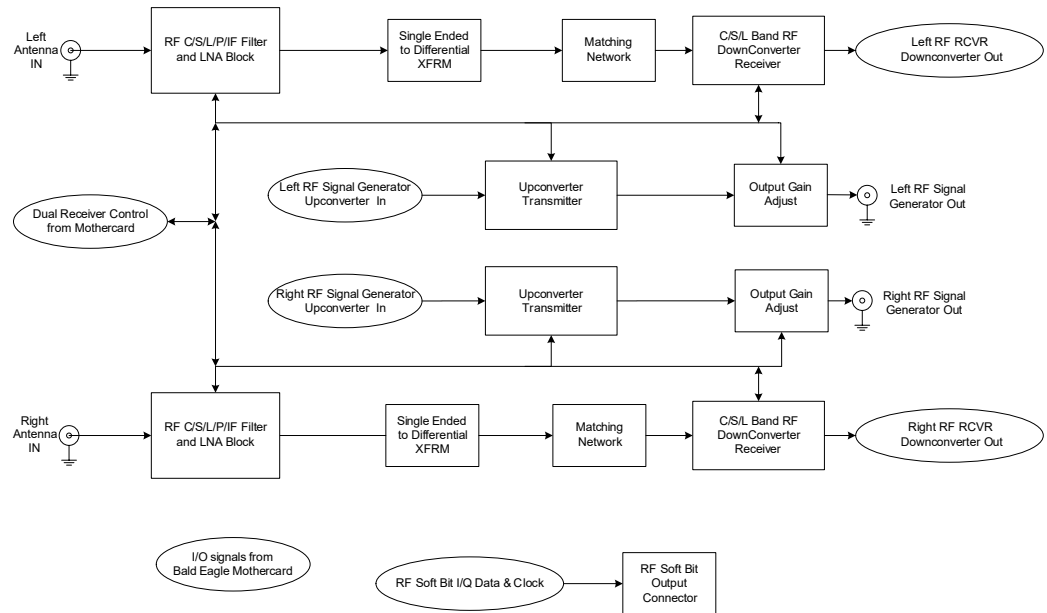 Left
Antenna
IN
RF C/S/L/P/IF Filter
and LNA Block
Single Ended
to Differential
XFRM
Matching
Network
C/S/L Band RF
DownConverter
Receiver
Left RF RCVR
Downconverter Out
Left RF Signal Generator
Upconverter In
Upconverter
Transmitter
Output Gain
Adjust
Left RF Signal
Generator Out
Dual Receiver Control
from Mothercard
Right RF Signal Generator
Upconverter In
Upconverter
Transmitter
Output Gain
Adjust
Right RF Signal
Generator Out
Right
Antenna
IN
RF C/S/L/P/IF Filter
and LNA Block
Single Ended
to Differential
XFRM
Matching
Network
C/S/L Band RF
DownConverter
Receiver
Right RF RCVR
Downconverter Out
I/O signals from
Bald Eagle Mothercard
RF Soft Bit I/Q Data & Clock
RF Soft Bit
Output
Connector